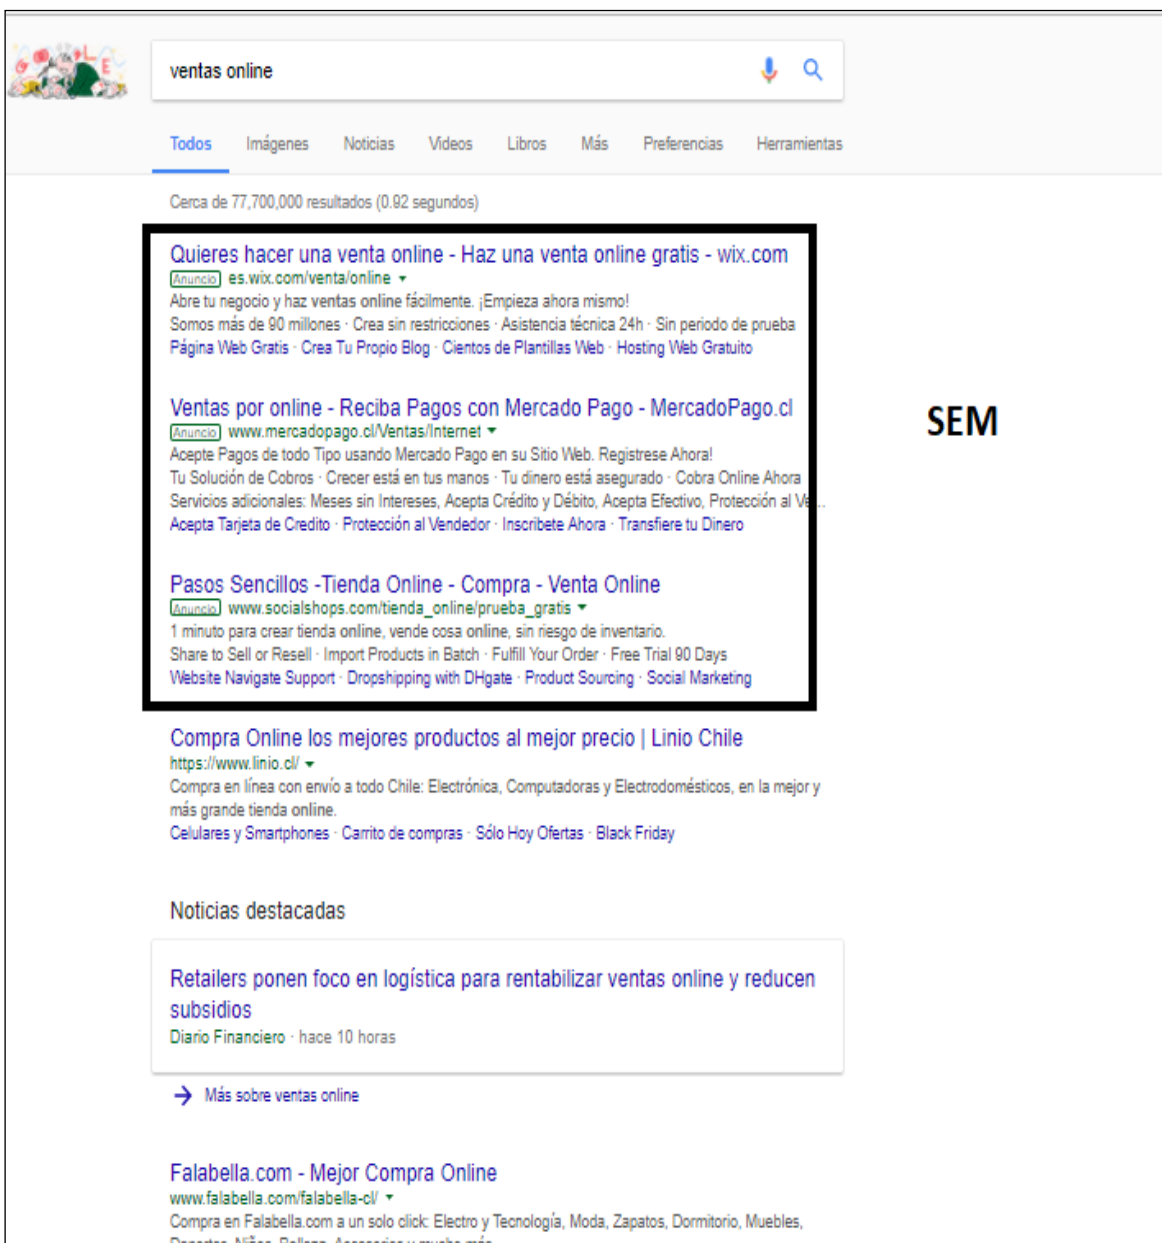 ventas online
Todos Imágenes Noticias Videos Libros Más Preferencias Herramientas
Cerca de 77,700,000 resultados (0.92 segundos)
Quieres hacer una venta online - Haz una venta online gratis - wix.com
Anuncio es.wix.com/venta/online
Abre tu negocio y haz ventas online fácilmente. ¡Empieza ahora mismo!
Somos más de 90 millones · Crea sin restricciones · Asistencia técnica 24h · Sin periodo de prueba
Página Web Gratis · Crea Tu Propio Blog · Cientos de Plantillas Web · Hosting Web Gratuito
Ventas por online - Reciba Pagos con Mercado Pago - MercadoPago.cl
Anuncio www.mercadopago.cl/Ventas/Internet
SEM
Acepte Pagos de todo Tipo usando Mercado Pago en su Sitio Web. Registrese Ahora!
Tu Solución de Cobros · Crecer está en tus manos · Tu dinero está asegurado · Cobra Online Ahora
Servicios adicionales: Meses sin Intereses, Acepta Crédito y Débito, Acepta Efectivo, Protección al Ve...
Acepta Tarjeta de Credito · Protección al Vendedor · Inscribete Ahora · Transfiere tu Dinero
Pasos Sencillos -Tienda Online - Compra - Venta Online
Anuncio www.socialshops.com/tienda_online/prueba_gratis
1 minuto para crear tienda online, vende cosa online, sin riesgo de inventario.
Share to Sell or Resell · Import Products in Batch · Fulfill Your Order · Free Trial 90 Days
Website Navigate Support · Dropshipping with DHgate · Product Sourcing · Social Marketing
Compra Online los mejores productos al mejor precio | Linio Chile
https://www.linio.cl/
Compra en línea con envío a todo Chile: Electrónica, Computadoras y Electrodomésticos, en la mejor y
más grande tienda online.
Celulares y Smartphones · Carrito de compras · Sólo Hoy Ofertas · Black Friday
Noticias destacadas
Retailers ponen foco en logística para rentabilizar ventas online y reducen
subsidios
Diario Financiero · hace 10 horas
Más sobre ventas online
Falabella.com - Mejor Compra Online
www.falabella.com/falabella-cl/
Compra en Falabella.com a un solo click: Electro y Tecnología, Moda, Zapatos, Dormitorio, Muebles,